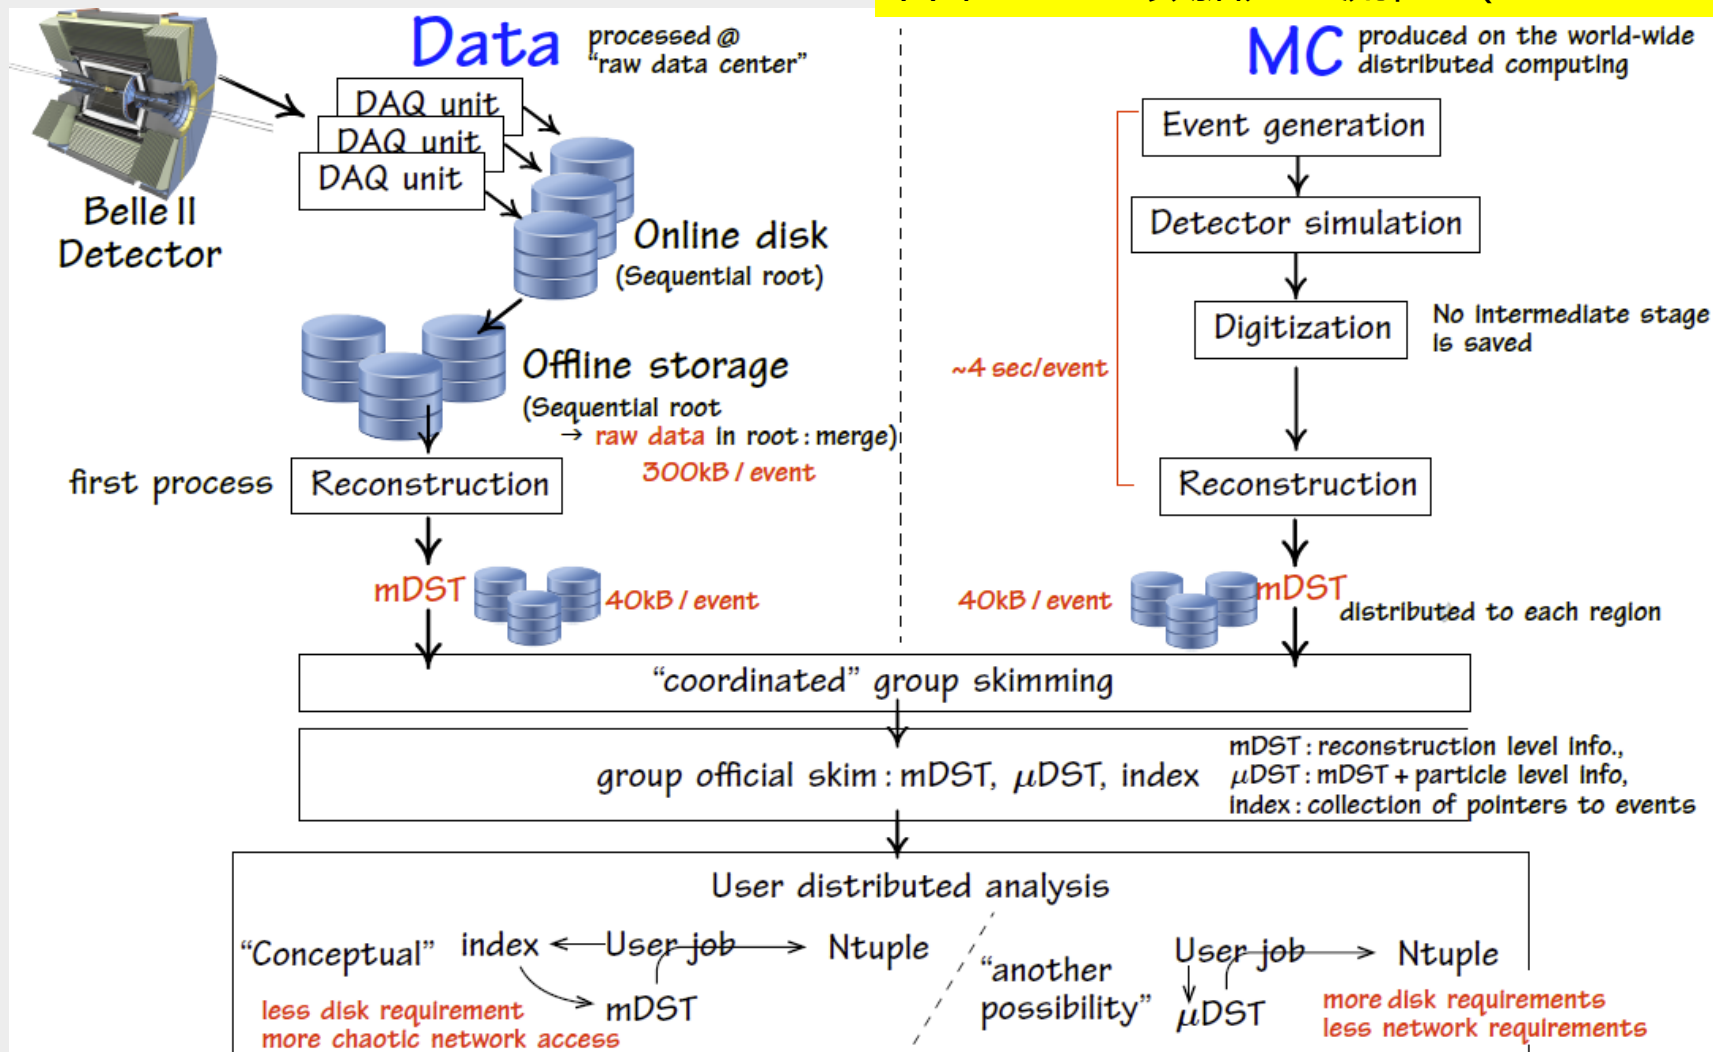 Data
processed @
"raw data center"
DAQ unit
DAQ unit
DAQ unit
Belle II
Detector
Online disk
(Sequential root)
Offline storage
(Sequential root
→ raw data in root : merge)
300kB / event
first process
Reconstruction
mDST
40kB / event
MC
produced on the world-wide
distributed computing
Event generation
Detector simulation
Digitization
No intermediate stage
is saved
~4 sec/event
Reconstruction
40kB / event
mDST
distributed to each region
"coordinated" group skimming
group official skim : mDST, μDST, index
mDST : reconstruction level info.,
μDST : mDST + particle level info,
index : collection of pointers to events
User distributed analysis
"Conceptual"
index
User job
Ntuple
mDST
less disk requirement
more chaotic network access
"another
possibility"
User job
Ntuple
μDST
more disk requirements
less network requirements